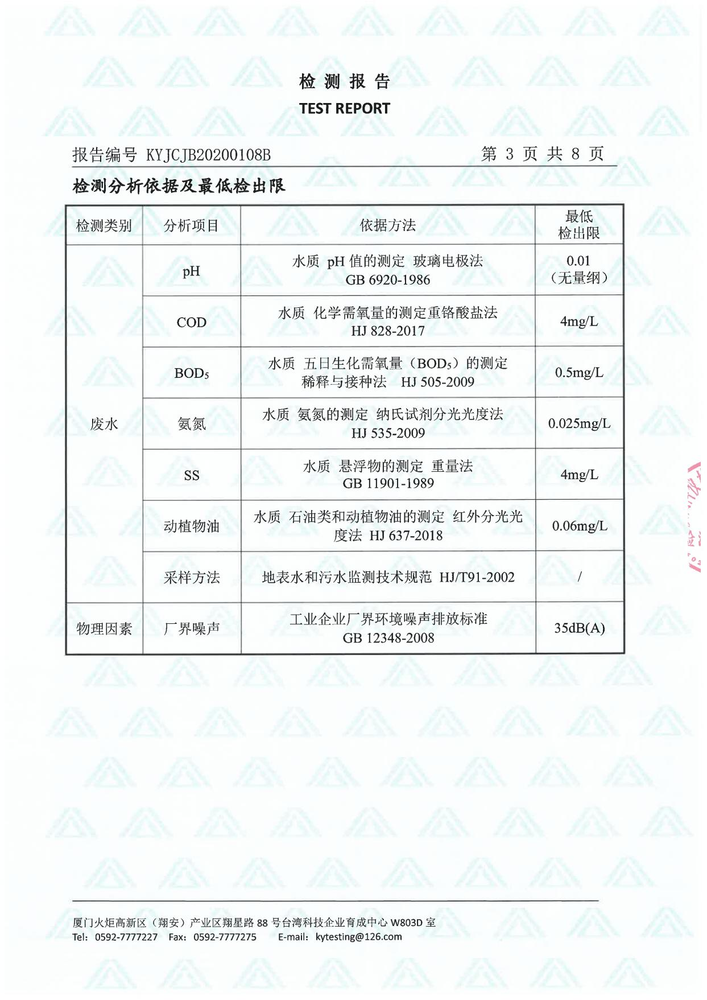 检 测 报 告
TEST REPORT
报告编号 KYJCJB20200108B
第 3 页 共 8 页
检测分析依据及最低检出限
检测类别
分析项目
依据方法
最低
检出限
废水
pH
水质 pH 值的测定 玻璃电极法
GB 6920-1986
0.01
（无量纲）
COD
水质 化学需氧量的测定重铬酸盐法
HJ 828-2017
4mg/L
BOD₅
水质 五日生化需氧量（BOD₅）的测定
稀释与接种法 HJ 505-2009
0.5mg/L
氨氮
水质 氨氮的测定 纳氏试剂分光光度法
HJ 535-2009
0.025mg/L
SS
水质 悬浮物的测定 重量法
GB 11901-1989
4mg/L
动植物油
水质 石油类和动植物油的测定 红外分光光
度法 HJ 637-2018
0.06mg/L
采样方法
地表水和污水监测技术规范 HJ/T91-2002
/
物理因素
厂界噪声
工业企业厂界环境噪声排放标准
GB 12348-2008
35dB(A)
厦门火炬高新区（翔安）产业区翔星路 88 号台湾科技企业育成中心 W803D 室
Tel: 0592-7777227 Fax: 0592-7777275 E-mail: kytesting@126.com